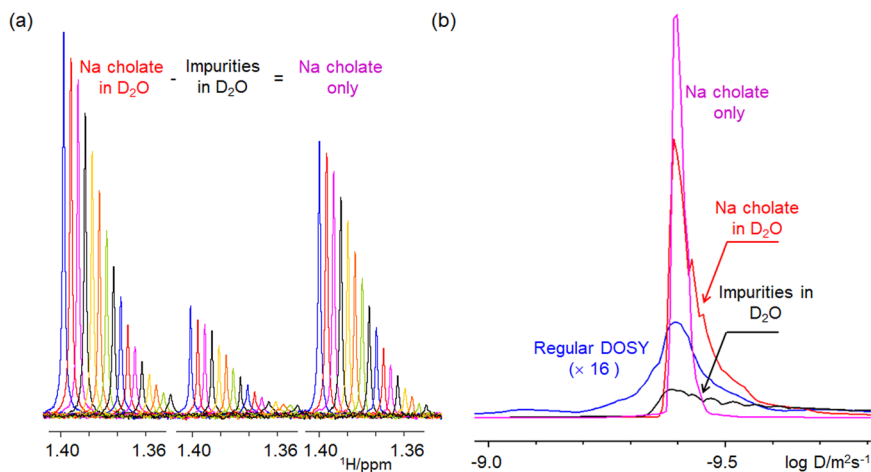 (a)
Na cholate
in D₂O
-
Impurities
in D₂O
=
Na cholate
only
1.40
1.36
1.40
1.36
1.40
1.36
¹H/ppm
(b)
Na cholate
only
Na cholate
in D₂O
Impurities in
D₂O
Regular DOSY
(× 16 )
-9.0
-9.5
log D/m²s⁻¹